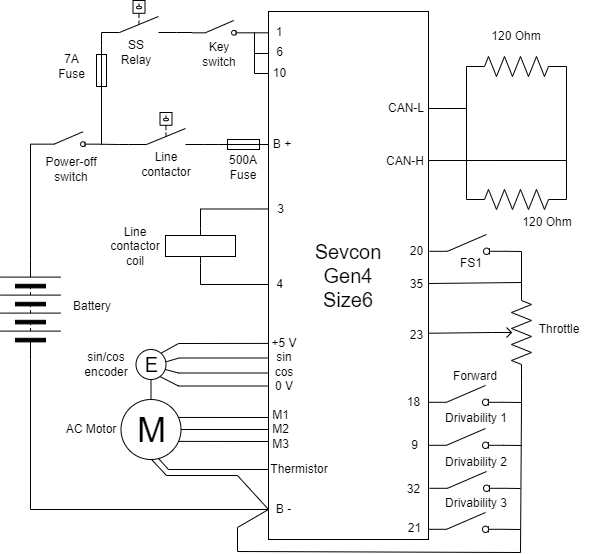 120 Ohm
SS
Relay
Key
switch
1
6
10
7A
Fuse
CAN-L
Power-off
switch
Line
contactor
500A
Fuse
B +
CAN-H
120 Ohm
3
Line
contactor
coil
4
Sevcon
Gen4
Size6
20
FS1
35
23
Throttle
Battery
sin/cos
encoder
E
+5 V
sin
cos
0 V
AC Motor
M
M1
M2
M3
Thermistor
B -
Forward
18
Drivability 1
9
Drivability 2
32
Drivability 3
21